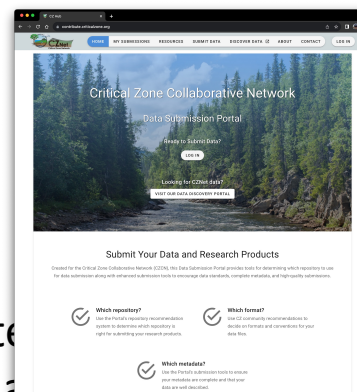 CZ Hub
contribute.criticalzone.org
CZNet
HOME MY SUBMISSIONS RESOURCES SUBMIT DATA DISCOVER DATA ABOUT CONTACT LOG IN
Critical Zone Collaborative Network
Data Submission Portal
Ready to Submit Data?
LOG IN
Looking for CZNet data?
VISIT OUR DATA DISCOVERY PORTAL
Submit Your Data and Research Products
Created for the Critical Zone Collaborative Network (CZCN), this Data Submission Portal provides tools for determining which repository to use
for data submission along with enhanced submission tools to encourage data standards, complete metadata, and high-quality submissions.
Which repository?
Use the Portal's repository recommendation
system to determine which repository is
right for submitting your research products.
Which format?
Use CZ community recommendations to
decide on formats and conventions for your
data files.
Which metadata?
Use the Portal's submission tools to ensure
your metadata are complete and that your
data are well described.